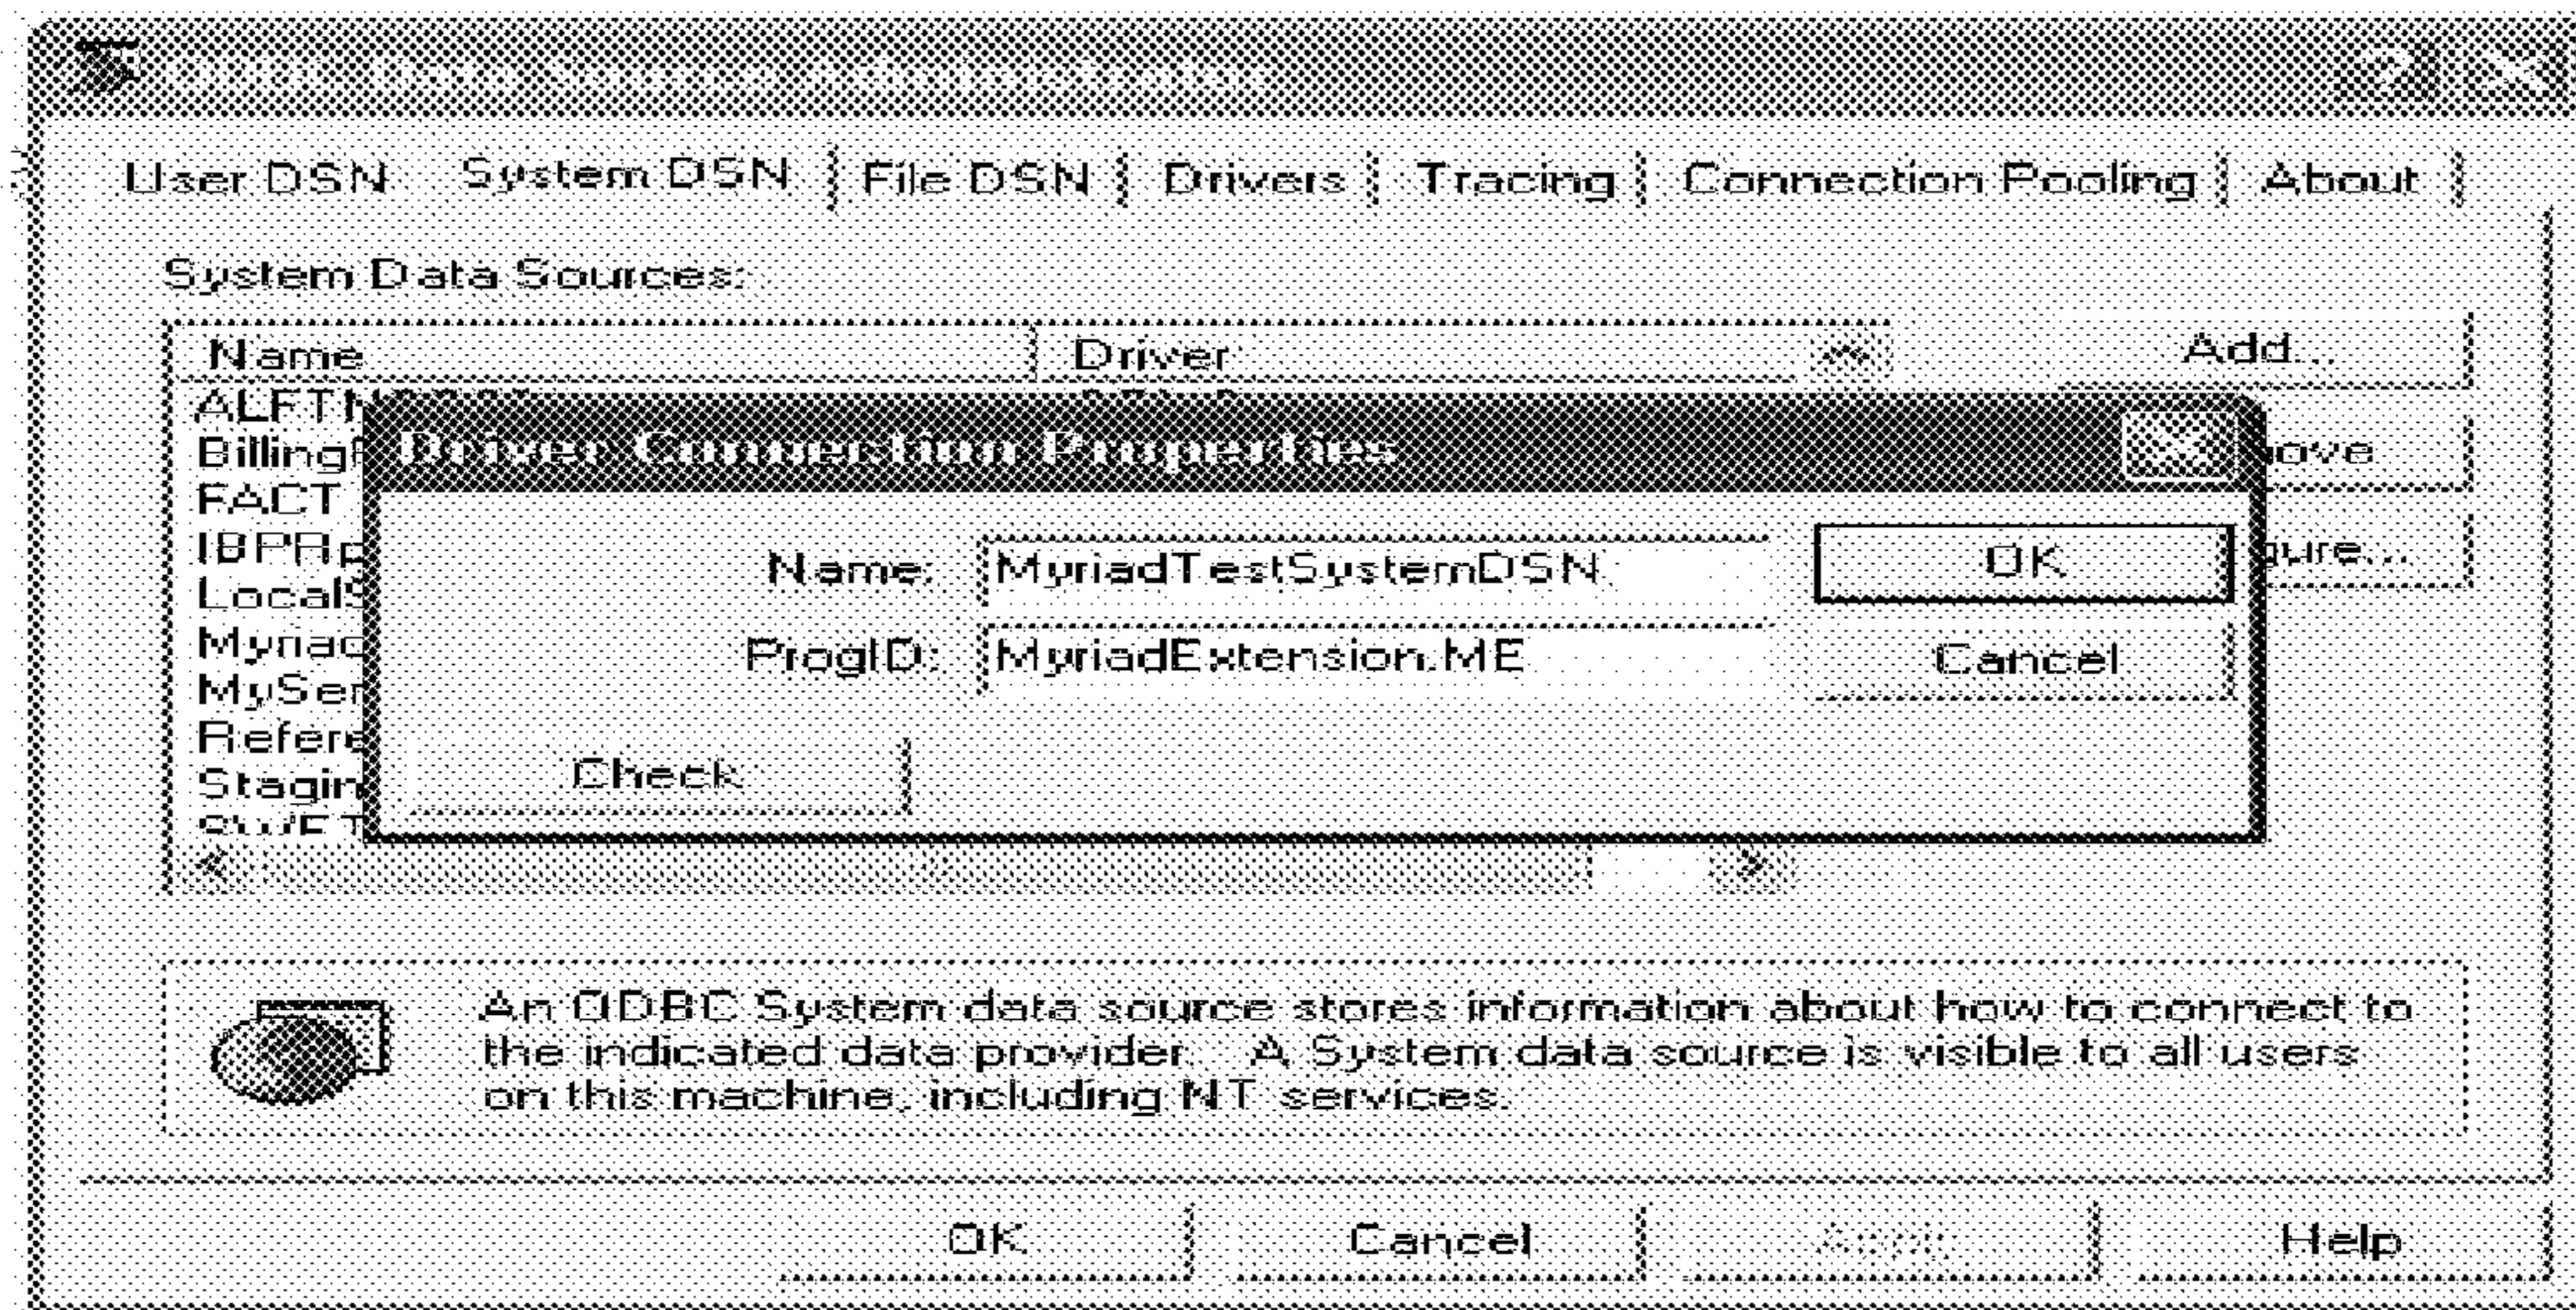 User DSN System DSN File DSN Drivers Tracing Connection Pooling About
System Data Sources:
Name Driver Add...
Driver Connection Properties
FACT
Name: MyriadTestSystemDSN OK
ProgID: MyriadExtension.ME Cancel
Check
An ODBC System data source stores information about how to connect to
the indicated data provider. A System data source is visible to all users
on this machine, including NT services.
OK Cancel Apply Help